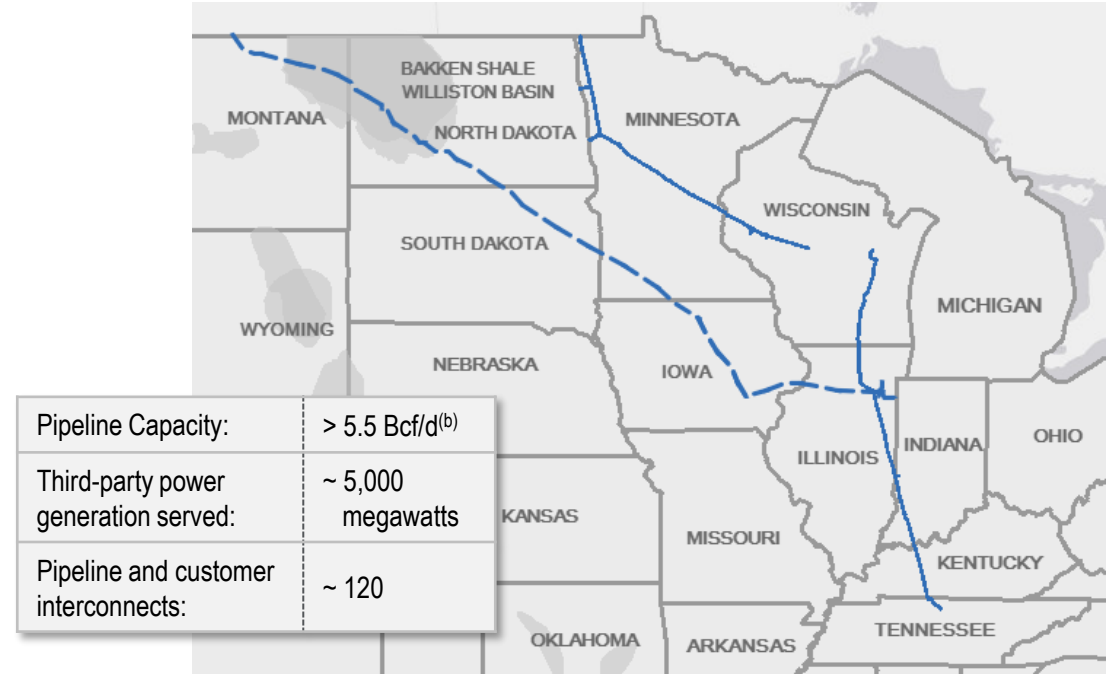 BAKKEN SHALE
WILLISTON BASIN
MONTANA
NORTH DAKOTA
MINNESOTA
WISCONSIN
SOUTH DAKOTA
MICHIGAN
WYOMING
NEBRASKA
IOWA
Pipeline Capacity: > 5.5 Bcf/d(b)
Third-party power generation served: ~ 5,000 megawatts
Pipeline and customer interconnects: ~ 120
ILLINOIS
INDIANA
OHIO
KANSAS
MISSOURI
KENTUCKY
OKLAHOMA
ARKANSAS
TENNESSEE